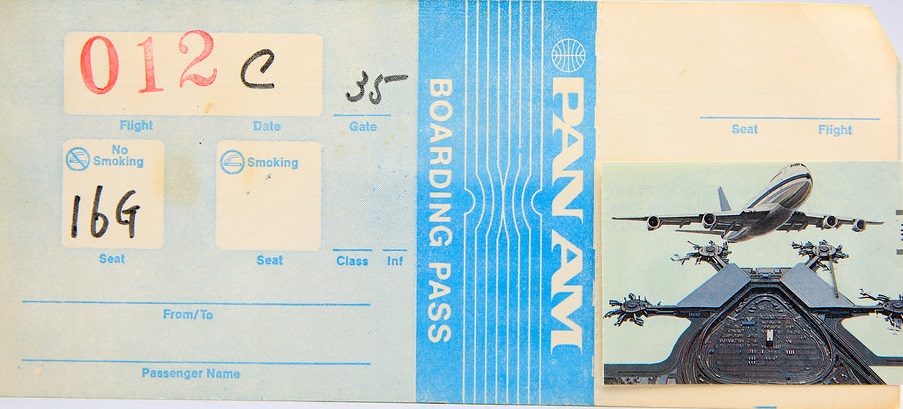 012 C
35
Flight Date Gate
No Smoking
Smoking
16G
Seat Seat Class Inf
From/To
Passenger Name
BOARDING PASS
PAN AM
Seat Flight